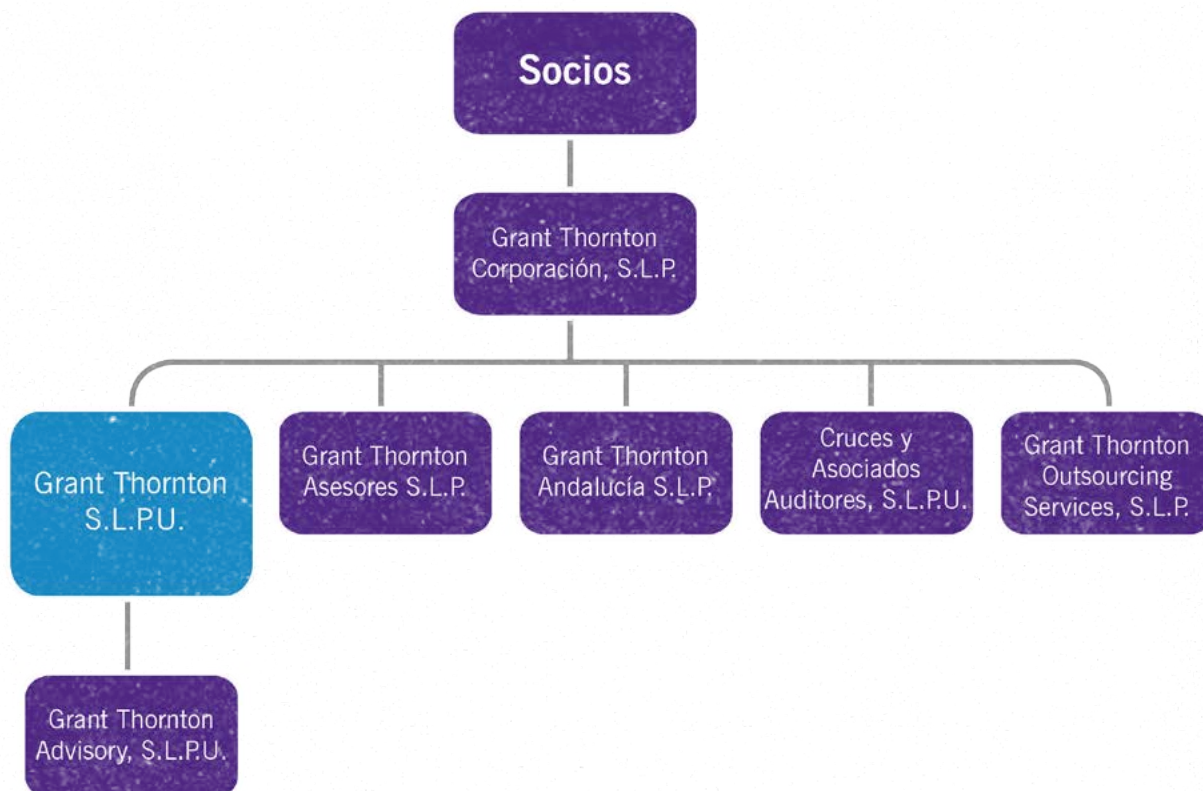 Socios
Grant Thornton
Corporación, S.L.P.
Grant Thornton
S.L.P.U.
Grant Thornton
Asesores S.L.P.
Grant Thornton
Andalucía S.L.P.
Cruces y
Asociados
Auditores, S.L.P.U.
Grant Thornton
Outsourcing
Services, S.L.P.
Grant Thornton
Advisory, S.L.P.U.